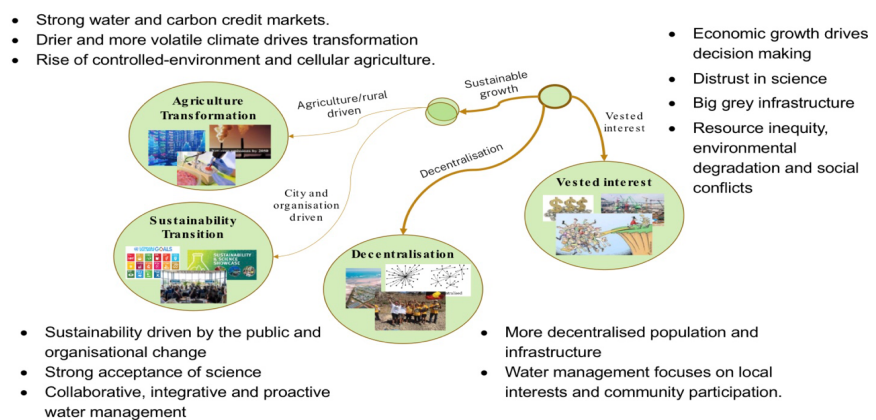 • Strong water and carbon credit markets.
• Drier and more volatile climate drives transformation
• Rise of controlled-environment and cellular agriculture.
• Economic growth drives
decision making
• Distrust in science
• Big grey infrastructure
• Resource inequity,
environmental
degradation and social
conflicts
Sustainable
growth
Agriculture/rural
driven
Vested
interest
Agriculture
Transformation
Decentralisation
City and
organisation
driven
Vested interest
$$$
Sustainability
Transition
GOALS
SUSTAINABILITY
& SCIENCE
SHOWCASE
Decentralisation
• Sustainability driven by the public and
organisational change
• Strong acceptance of science
• Collaborative, integrative and proactive
water management
• More decentralised population and
infrastructure
• Water management focuses on local
interests and community participation.